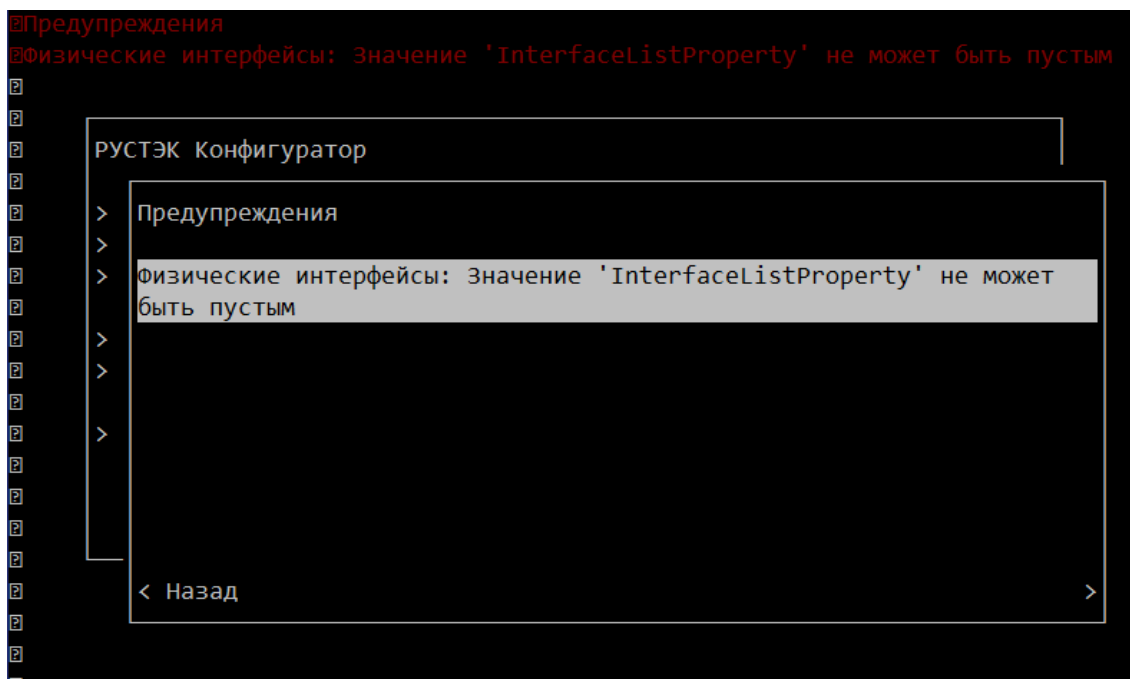 Предупреждения
Физические интерфейсы: Значение 'InterfaceListProperty' не может быть пустым
РУСТЭК Конфигуратор
> Предупреждения
>
> Физические интерфейсы: Значение 'InterfaceListProperty' не может
быть пустым
>
>
>
< Назад >